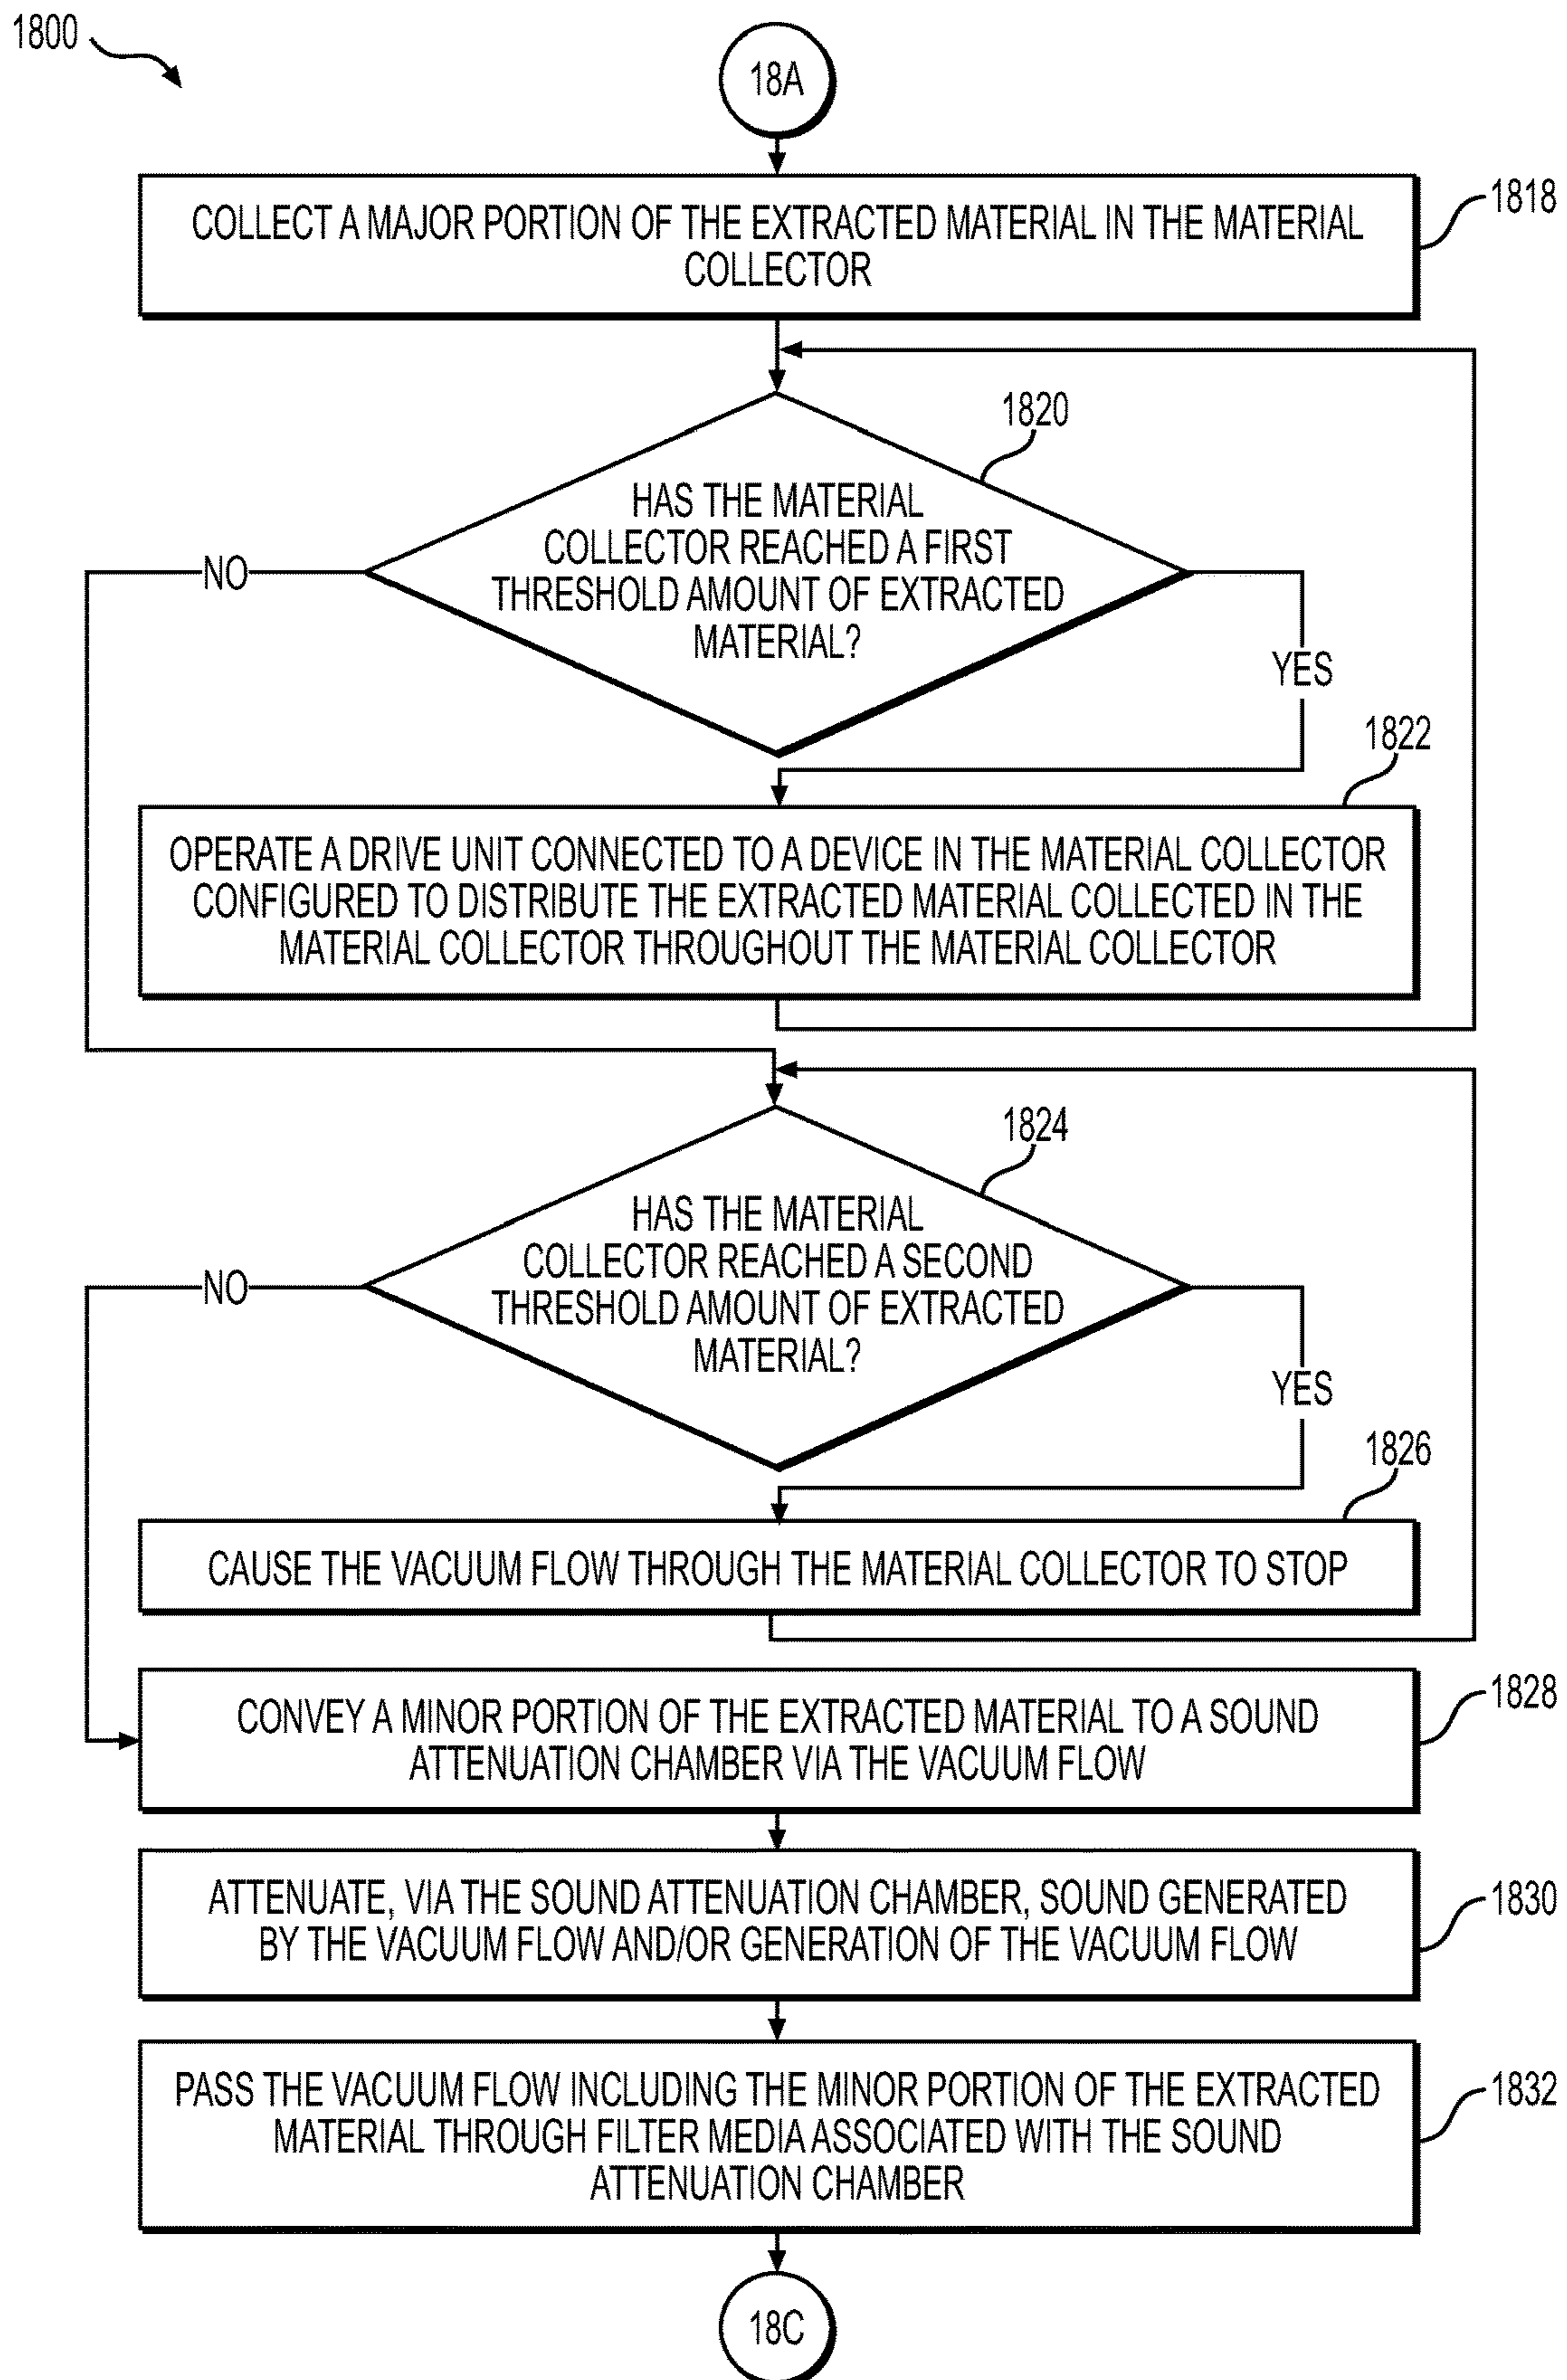 1800
18A
COLLECT A MAJOR PORTION OF THE EXTRACTED MATERIAL IN THE MATERIAL
COLLECTOR
1818
1820
HAS THE MATERIAL
COLLECTOR REACHED A FIRST
THRESHOLD AMOUNT OF EXTRACTED
MATERIAL?
NO
YES
1822
OPERATE A DRIVE UNIT CONNECTED TO A DEVICE IN THE MATERIAL COLLECTOR
CONFIGURED TO DISTRIBUTE THE EXTRACTED MATERIAL COLLECTED IN THE
MATERIAL COLLECTOR THROUGHOUT THE MATERIAL COLLECTOR
1824
HAS THE MATERIAL
COLLECTOR REACHED A SECOND
THRESHOLD AMOUNT OF EXTRACTED
MATERIAL?
NO
YES
1826
CAUSE THE VACUUM FLOW THROUGH THE MATERIAL COLLECTOR TO STOP
CONVEY A MINOR PORTION OF THE EXTRACTED MATERIAL TO A SOUND
ATTENUATION CHAMBER VIA THE VACUUM FLOW
1828
ATTENUATE, VIA THE SOUND ATTENUATION CHAMBER, SOUND GENERATED
BY THE VACUUM FLOW AND/OR GENERATION OF THE VACUUM FLOW
1830
PASS THE VACUUM FLOW INCLUDING THE MINOR PORTION OF THE EXTRACTED
MATERIAL THROUGH FILTER MEDIA ASSOCIATED WITH THE SOUND
ATTENUATION CHAMBER
1832
18C